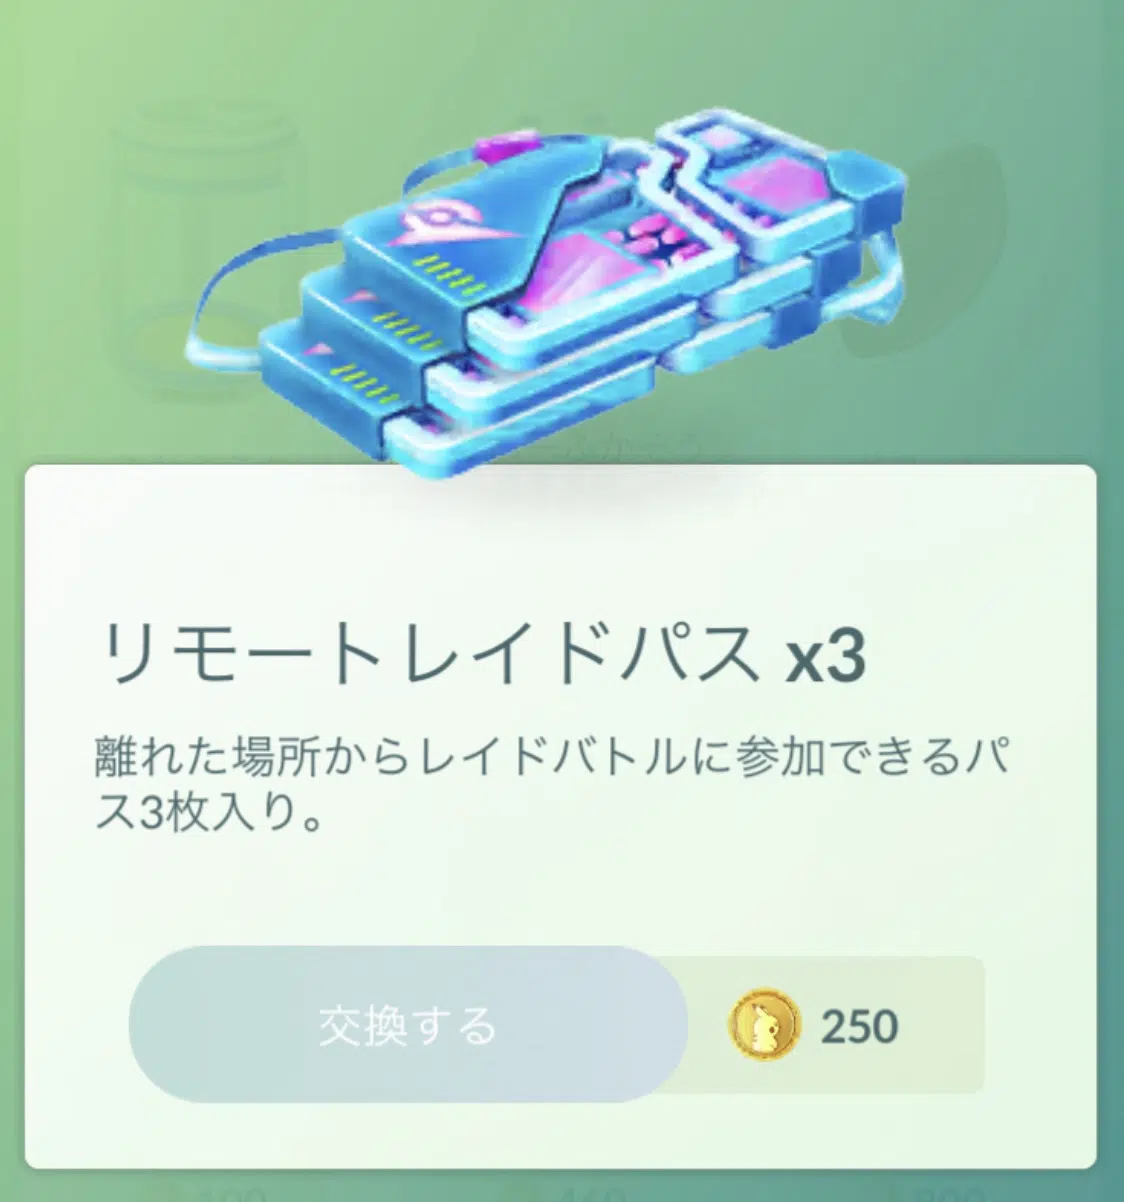 リモートレイドパス x3
離れた場所からレイドバトルに参加できるパ
ス3枚入り。
交換する
250